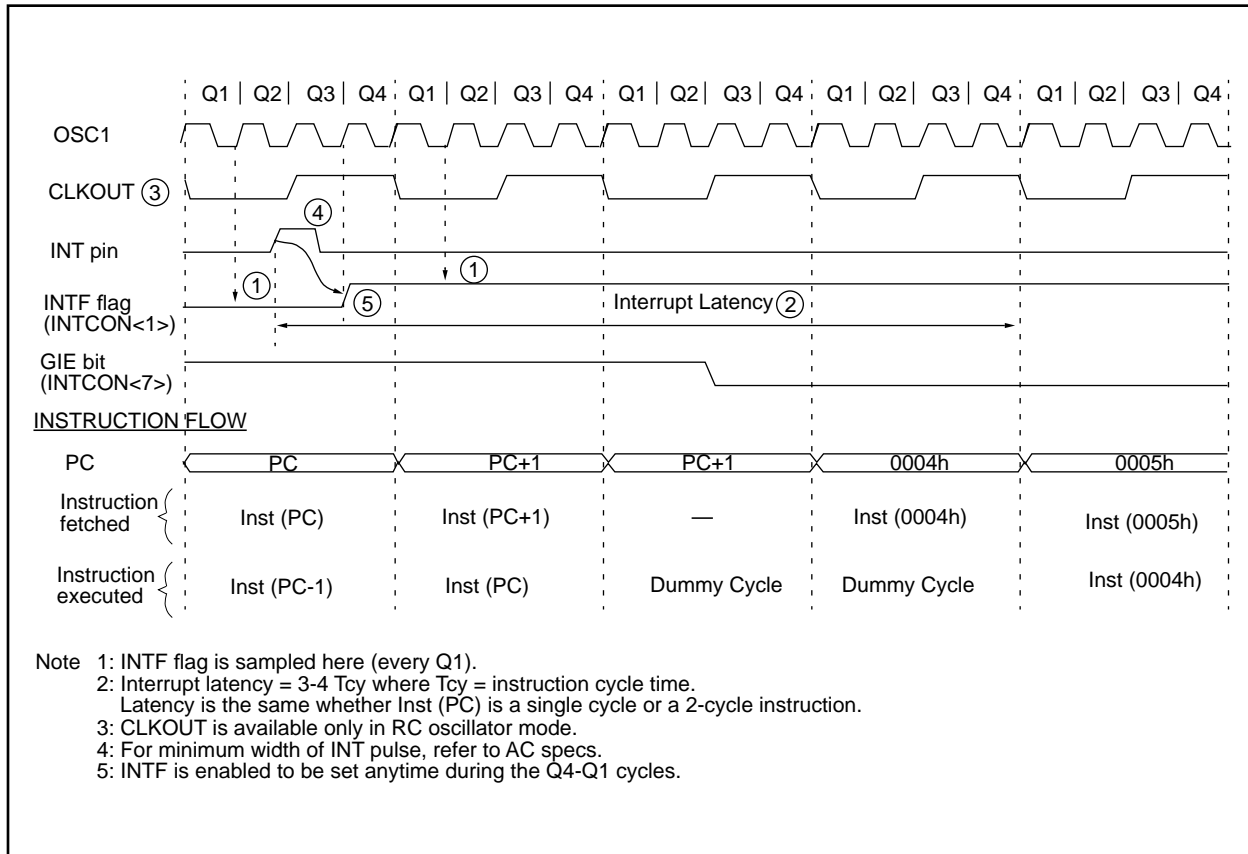 Q1 | Q2 | Q3 | Q4 Q1 | Q2 | Q3 | Q4 Q1 | Q2 | Q3 | Q4 Q1 | Q2 | Q3 | Q4 Q1 | Q2 | Q3 | Q4
OSC1
CLKOUT ③
④
INT pin
① ①
INTF flag
(INTCON<1>)
⑤
Interrupt Latency ②
GIE bit
(INTCON<7>)
INSTRUCTION FLOW
PC PC PC+1 PC+1 0004h 0005h
Instruction
fetched
Inst (PC) Inst (PC+1) — Inst (0004h) Inst (0005h)
Instruction
executed
Inst (PC-1) Inst (PC) Dummy Cycle Dummy Cycle Inst (0004h)
Note 1: INTF flag is sampled here (every Q1).
2: Interrupt latency = 3-4 Tcy where Tcy = instruction cycle time.
Latency is the same whether Inst (PC) is a single cycle or a 2-cycle instruction.
3: CLKOUT is available only in RC oscillator mode.
4: For minimum width of INT pulse, refer to AC specs.
5: INTF is enabled to be set anytime during the Q4-Q1 cycles.